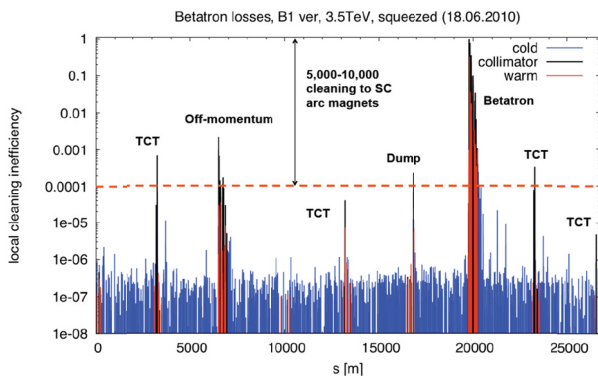 Betatron losses, B1 ver, 3.5TeV, squeezed (18.06.2010)
local cleaning inefficiency
1
0.1
0.01
0.001
0.0001
1e-05
1e-06
1e-07
1e-08
5,000-10,000
cleaning to SC
arc magnets
cold
collimator
warm
Betatron
Off-momentum
TCT
Dump
TCT
TCT
TCT
0
5000
10000
15000
20000
25000
s [m]